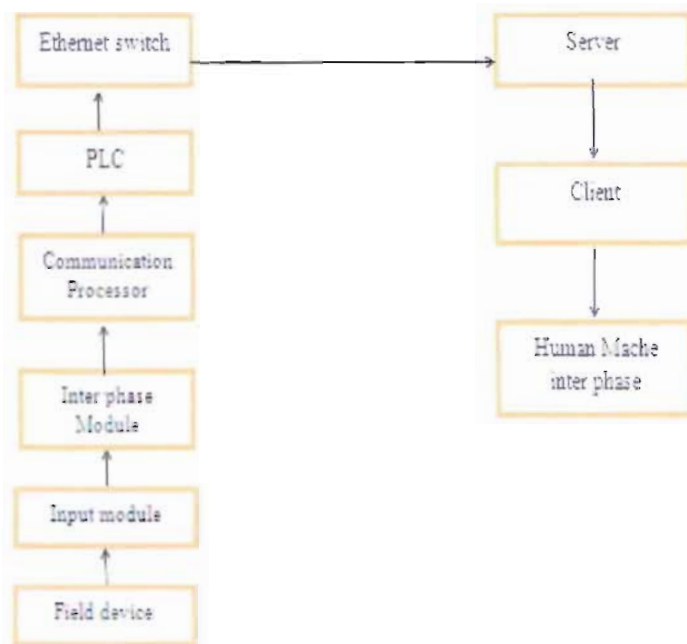 Ethernet switch
Server
PLC
Client
Communication
Processor
Human Mache
inter phase
Inter phase
Module
Input module
Field device